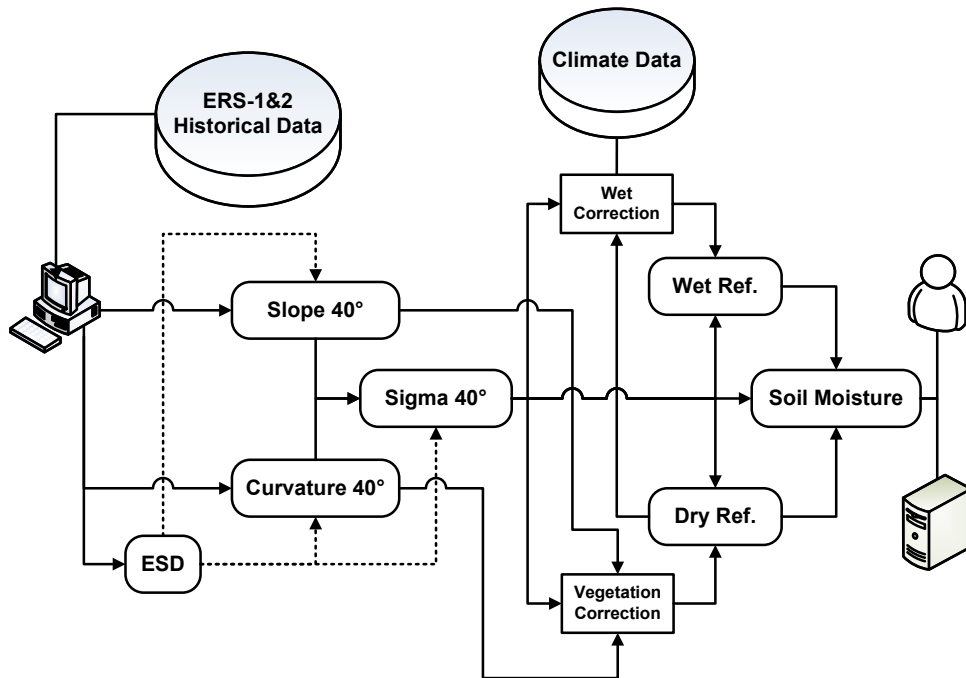 Climate Data
ERS-1&2
Historical Data
Wet
Correction
Slope 40°
Wet Ref.
Sigma 40°
Soil Moisture
Curvature 40°
Dry Ref.
ESD
Vegetation
Correction